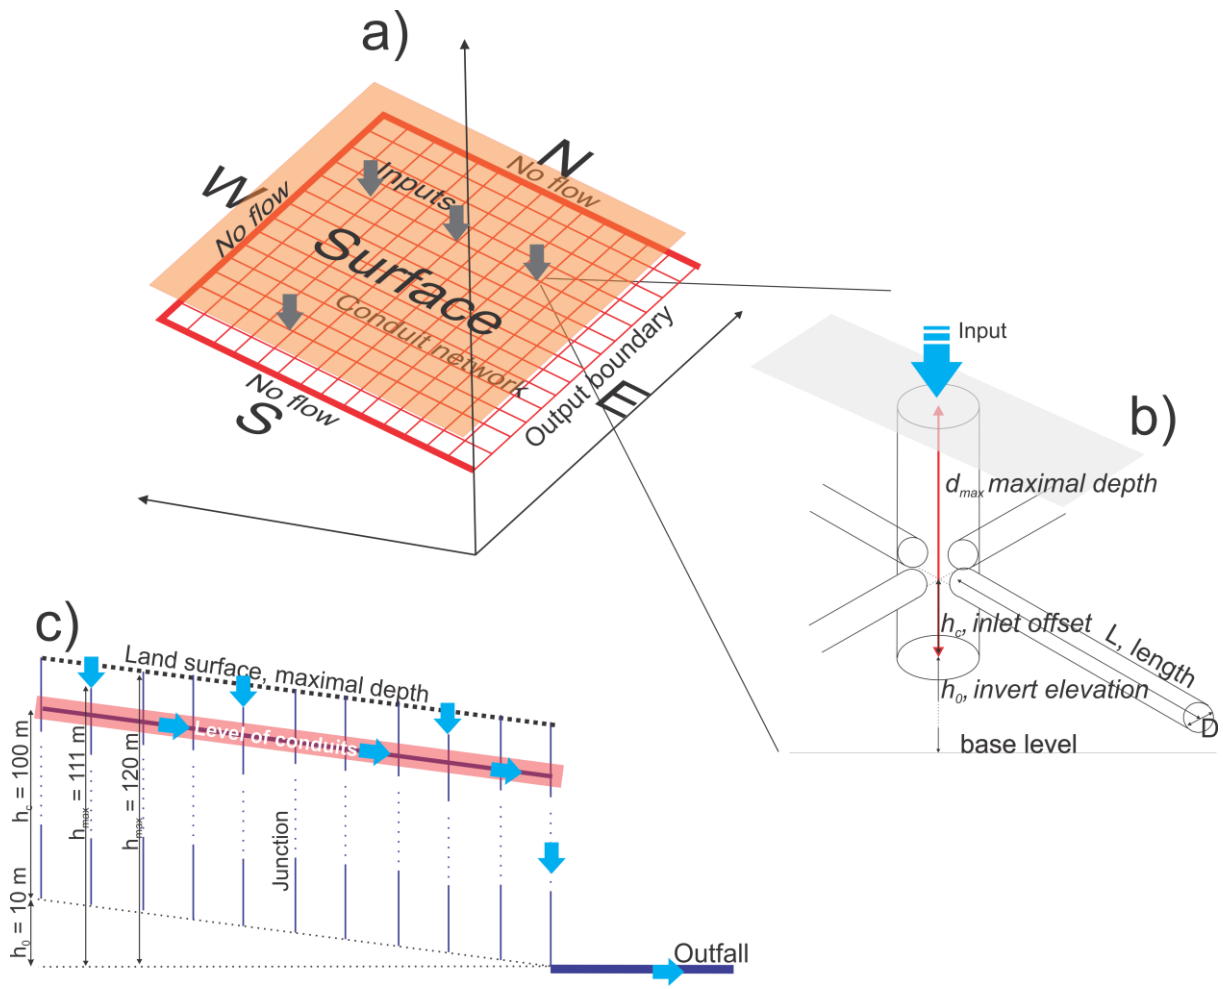 a)
N
No flow
W
No flow
Inputs
Surface
Conduit network
No flow
S
Output boundary
E
Input
b)
d_max maximal depth
h_c, inlet offset
L, length
h_0, invert elevation
D
base level
c)
Land surface, maximal depth
Level of conduits
h_c = 100 m
h_max = 111 m
h_max = 120 m
Junction
h_0 = 10 m
Outfall